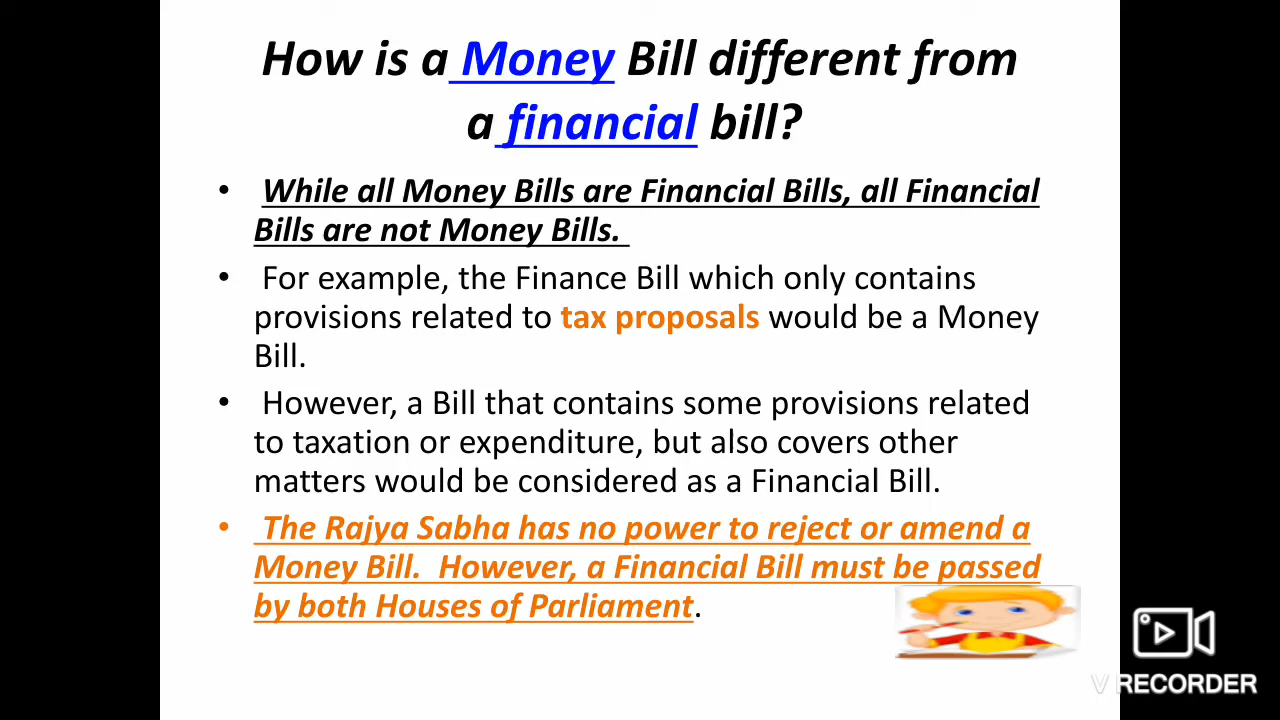 How is a Money Bill different from
a financial bill?
• While all Money Bills are Financial Bills, all Financial
Bills are not Money Bills.
• For example, the Finance Bill which only contains
provisions related to tax proposals would be a Money
Bill.
• However, a Bill that contains some provisions related
to taxation or expenditure, but also covers other
matters would be considered as a Financial Bill.
• The Rajya Sabha has no power to reject or amend a
Money Bill. However, a Financial Bill must be passed
by both Houses of Parliament.
V RECORDER